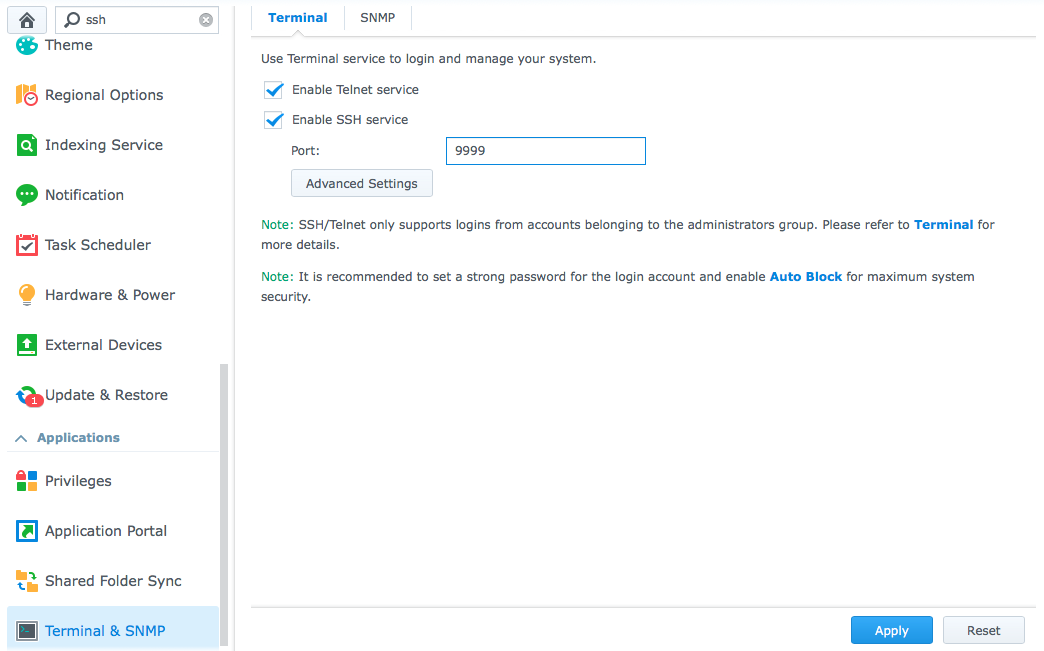 ssh
Theme
Regional Options
Indexing Service
Notification
Task Scheduler
Hardware & Power
External Devices
1
Update & Restore
Applications
Privileges
Application Portal
Shared Folder Sync
Terminal & SNMP
Terminal
SNMP
Use Terminal service to login and manage your system.
Enable Telnet service
Enable SSH service
Port:
9999
Advanced Settings
Note: SSH/Telnet only supports logins from accounts belonging to the administrators group. Please refer to Terminal for
more details.
Note: It is recommended to set a strong password for the login account and enable Auto Block for maximum system
security.
Apply
Reset